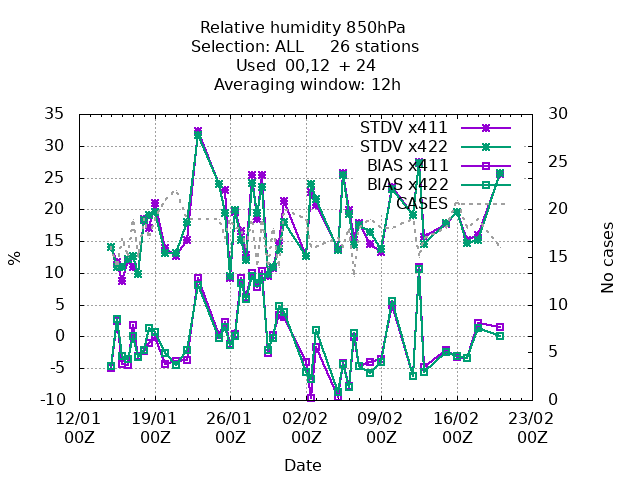 Relative humidity 850hPa
Selection: ALL     26 stations
Used  00,12  + 24
Averaging window: 12h
35
30
25
20
15
10
5
0
-5
-10
%
30
25
20
15
10
5
0
No cases
STDV x411
STDV x422
BIAS x411
BIAS x422
CASES
12/01 19/01 26/01 02/02 09/02 16/02 23/02
00Z 00Z 00Z 00Z 00Z 00Z 00Z
Date